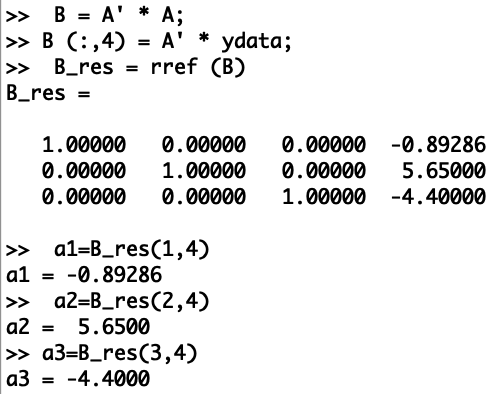 >>  B = A' * A;
>> B (:,4) = A' * ydata;
>>  B_res = rref (B)
B_res =
   1.00000   0.00000   0.00000  -0.89286
   0.00000   1.00000   0.00000   5.65000
   0.00000   0.00000   1.00000  -4.40000
>>  a1=B_res(1,4)
a1 = -0.89286
>>  a2=B_res(2,4)
a2 =  5.6500
>> a3=B_res(3,4)
a3 = -4.4000